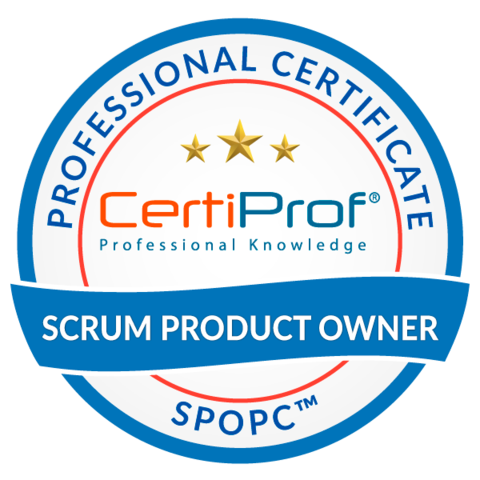 PROFESSIONAL CERTIFICATE
CertiProf®
Professional Knowledge
SCRUM PRODUCT OWNER
SPOPC™